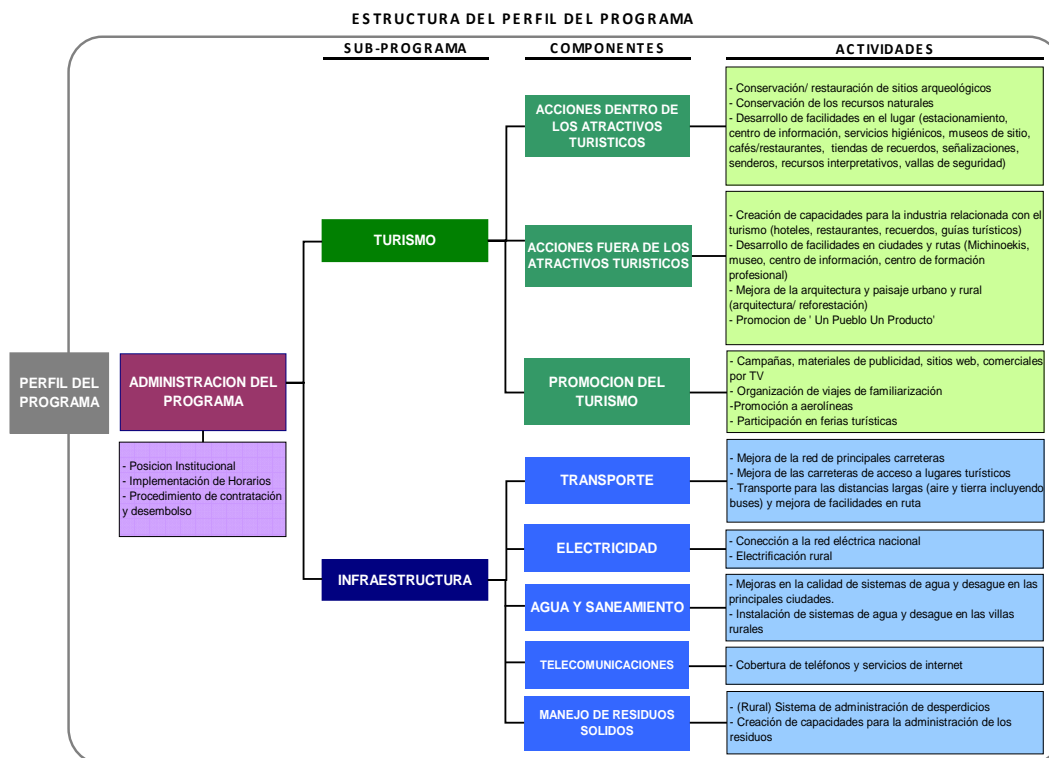 ESTRUCTURA DEL PERFIL DEL PROGRAMA
SUB-PROGRAMA
COMPONENTES
ACTIVIDADES
PERFIL DEL
PROGRAMA
ADMINISTRACION DEL
PROGRAMA
- Posicion Institucional
- Implementación de Horarios
- Procedimiento de contratación
y desembolso
TURISMO
ACCIONES DENTRO DE
LOS ATRACTIVOS
TURISTICOS
- Conservación/ restauración de sitios arqueológicos
- Conservación de los recursos naturales
- Desarrollo de facilidades en el lugar (estacionamiento,
centro de información, servicios higiénicos, museos de sitio,
cafés/restaurantes, tiendas de recuerdos, señalizaciones,
senderos, recursos interpretativos, vallas de seguridad)
ACCIONES FUERA DE LOS
ATRACTIVOS TURISTICOS
- Creación de capacidades para la industria relacionada con el
turismo (hoteles, restaurantes, recuerdos, guías turísticos)
- Desarrollo de facilidades en ciudades y rutas (Michinoekis,
museo, centro de información, centro de formación
profesional)
- Mejora de la arquitectura y paisaje urbano y rural
(arquitectura/ reforestación)
- Promocion de ' Un Pueblo Un Producto'
PROMOCION DEL
TURISMO
- Campañas, materiales de publicidad, sitios web, comerciales
por TV
- Organización de viajes de familiarización
-Promoción a aerolíneas
- Participación en ferias turísticas
INFRAESTRUCTURA
TRANSPORTE
- Mejora de la red de principales carreteras
- Mejora de las carreteras de acceso a lugares turísticos
- Transporte para las distancias largas (aire y tierra incluyendo
buses) y mejora de facilidades en ruta
ELECTRICIDAD
- Conección a la red eléctrica nacional
- Electrificación rural
AGUA Y SANEAMIENTO
- Mejoras en la calidad de sistemas de agua y desague en las
principales ciudades.
- Instalación de sistemas de agua y desague en las villas
rurales
TELECOMUNICACIONES
- Cobertura de teléfonos y servicios de internet
MANEJO DE RESIDUOS
SOLIDOS
- (Rural) Sistema de administración de desperdicios
- Creación de capacidades para la administración de los
residuos